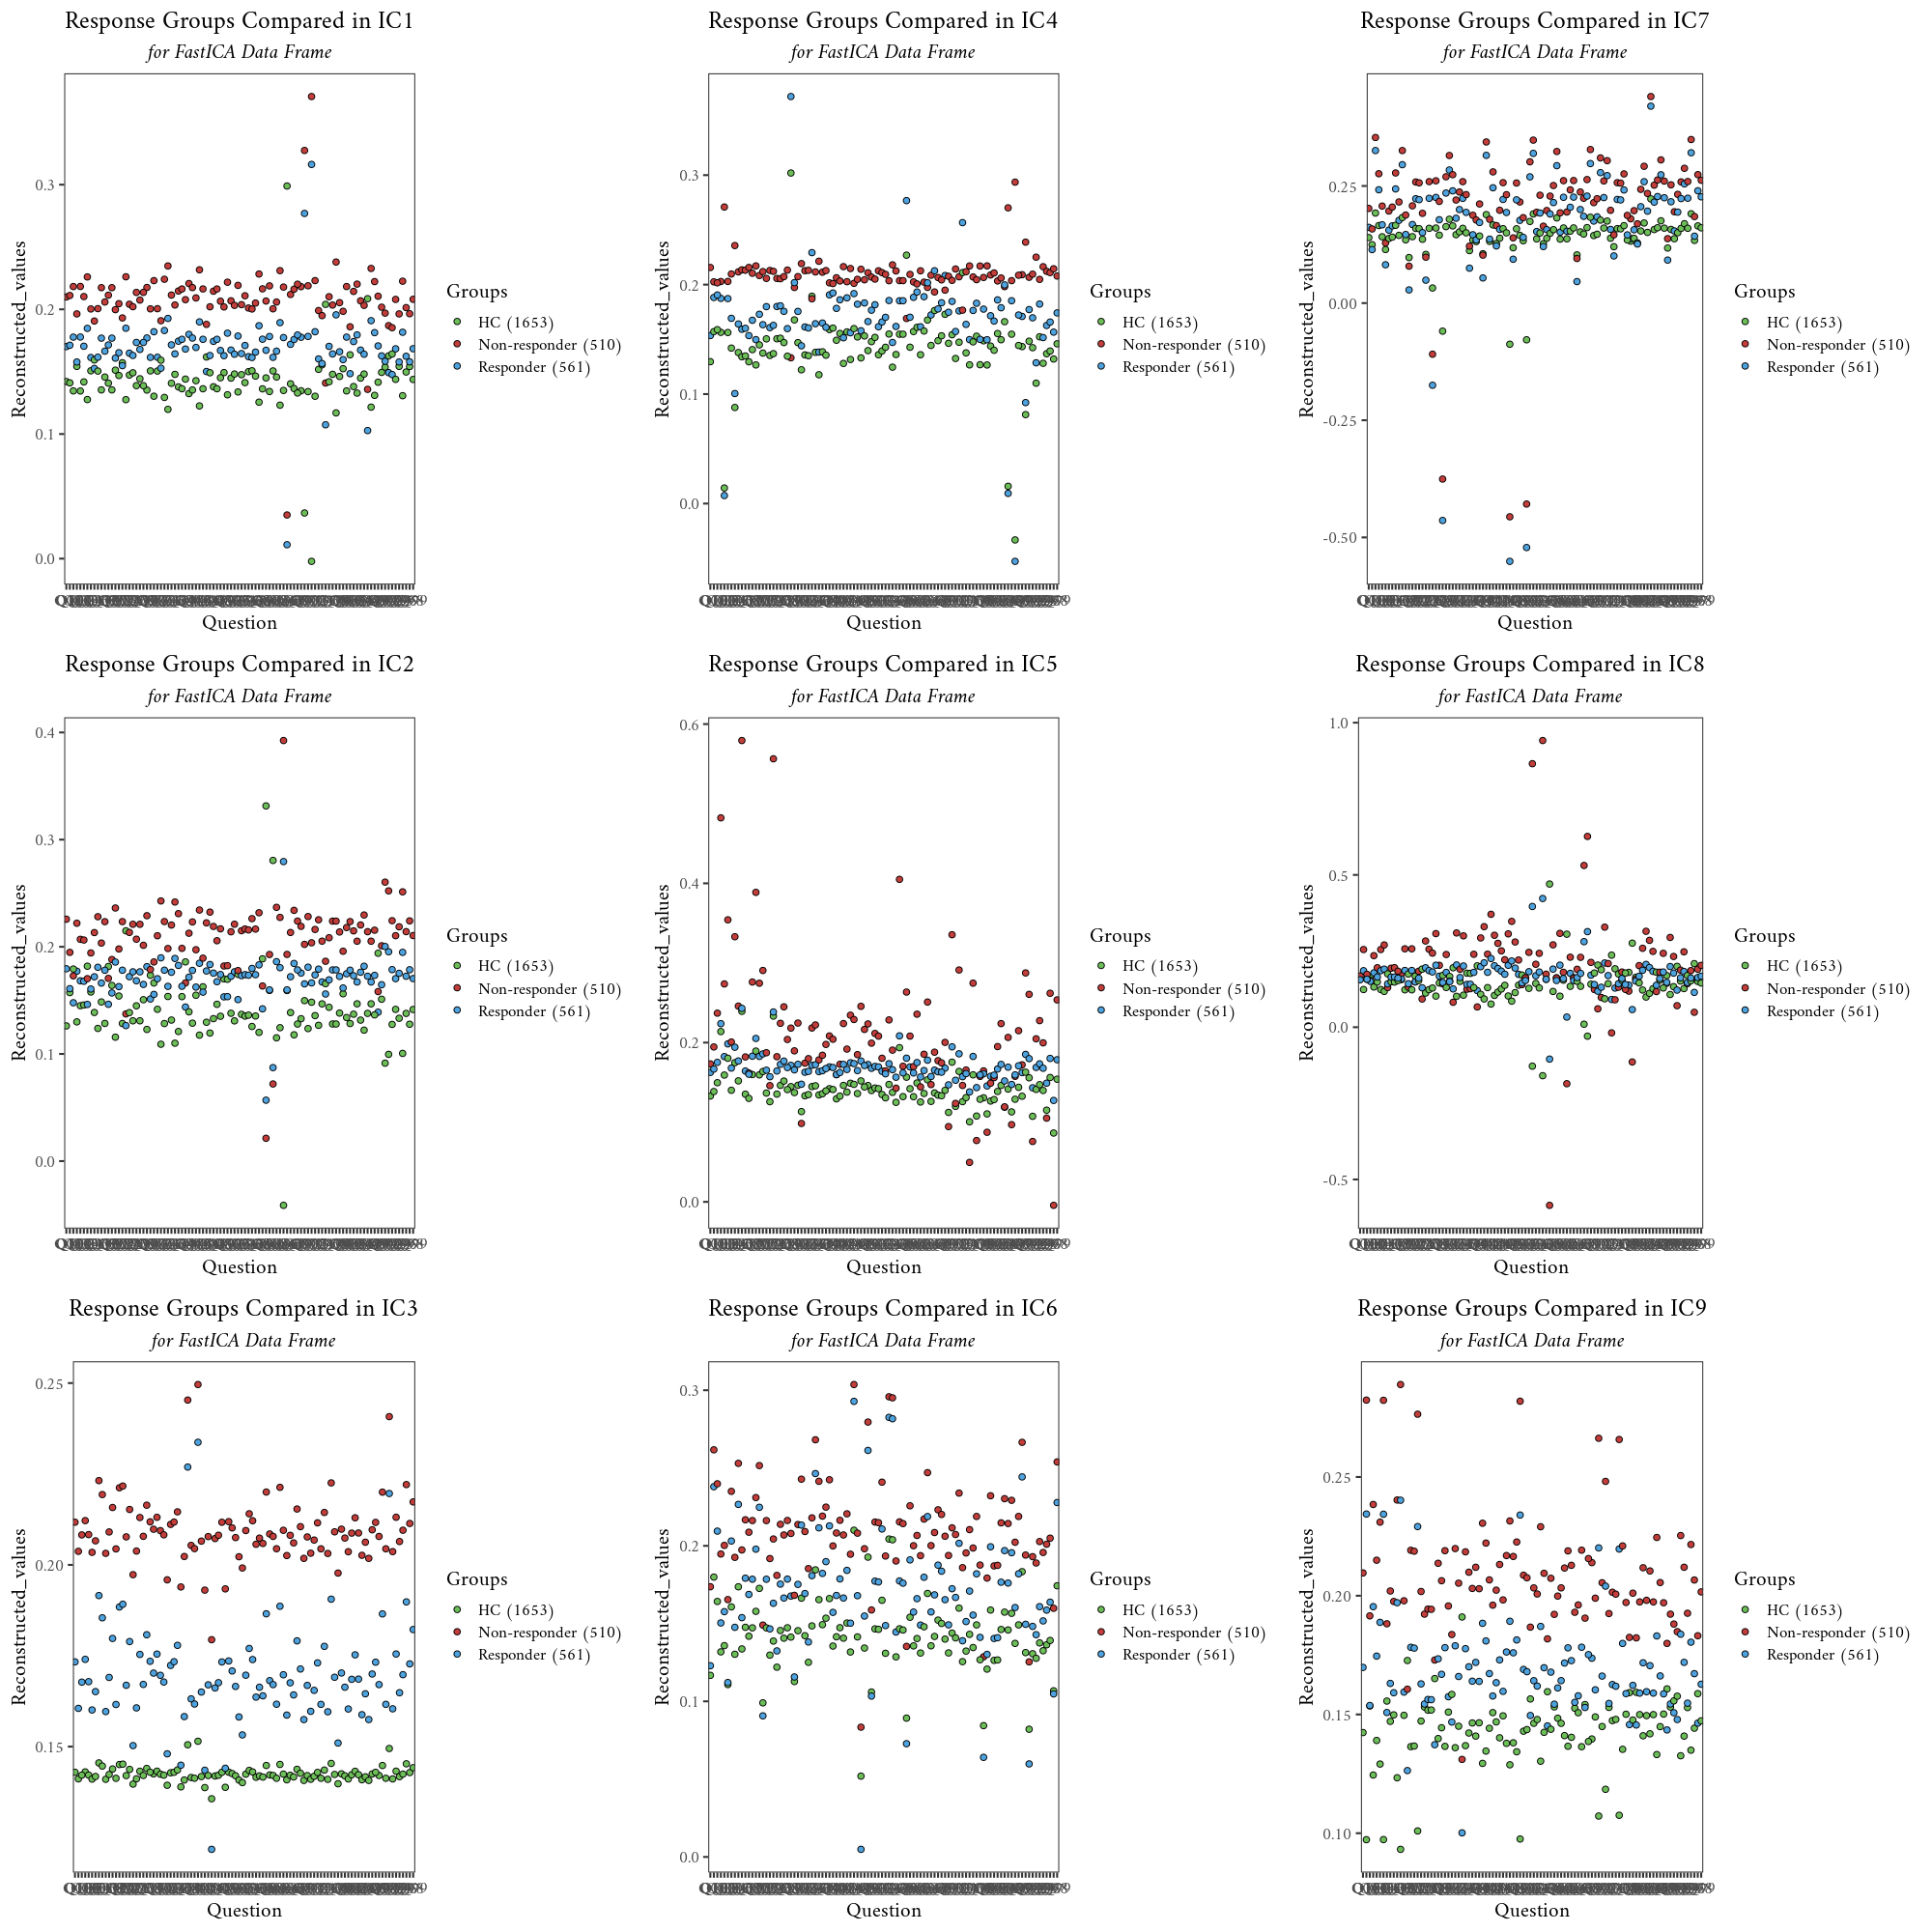 Response Groups Compared in IC1
for FastICA Data Frame
Reconstructed_values
0.3
0.2
0.1
0.0
Question
Groups
HC (1653)
Non-responder (510)
Responder (561)
Response Groups Compared in IC4
for FastICA Data Frame
Reconstructed_values
0.3
0.2
0.1
0.0
Question
Groups
HC (1653)
Non-responder (510)
Responder (561)
Response Groups Compared in IC7
for FastICA Data Frame
Reconstructed_values
0.25
0.00
-0.25
-0.50
Question
Groups
HC (1653)
Non-responder (510)
Responder (561)
Response Groups Compared in IC2
for FastICA Data Frame
Reconstructed_values
0.4
0.3
0.2
0.1
0.0
Question
Groups
HC (1653)
Non-responder (510)
Responder (561)
Response Groups Compared in IC5
for FastICA Data Frame
Reconstructed_values
0.6
0.4
0.2
0.0
Question
Groups
HC (1653)
Non-responder (510)
Responder (561)
Response Groups Compared in IC8
for FastICA Data Frame
Reconstructed_values
1.0
0.5
0.0
-0.5
Question
Groups
HC (1653)
Non-responder (510)
Responder (561)
Response Groups Compared in IC3
for FastICA Data Frame
Reconstructed_values
0.25
0.20
0.15
Question
Groups
HC (1653)
Non-responder (510)
Responder (561)
Response Groups Compared in IC6
for FastICA Data Frame
Reconstructed_values
0.3
0.2
0.1
0.0
Question
Groups
HC (1653)
Non-responder (510)
Responder (561)
Response Groups Compared in IC9
for FastICA Data Frame
Reconstructed_values
0.25
0.20
0.15
0.10
Question
Groups
HC (1653)
Non-responder (510)
Responder (561)